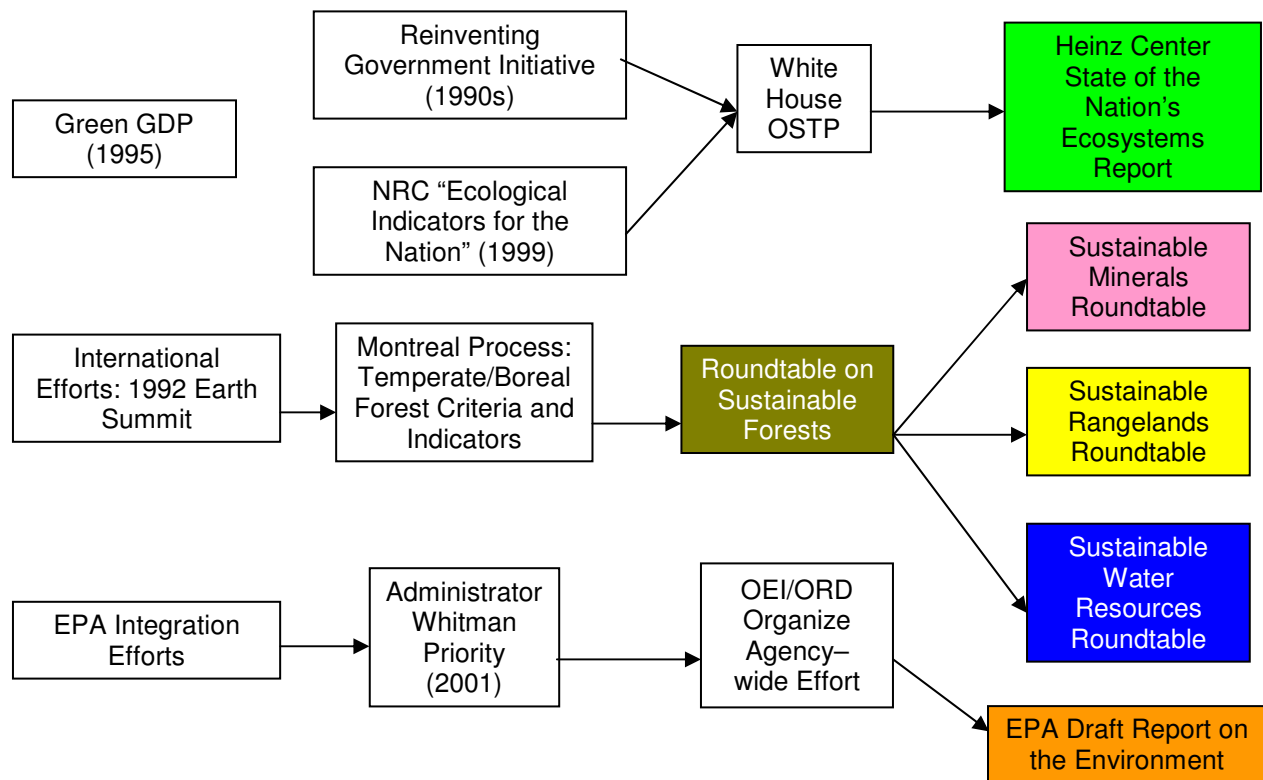 Green GDP
(1995)
Reinventing
Government Initiative
(1990s)
NRC “Ecological
Indicators for the
Nation” (1999)
White
House
OSTP
Heinz Center
State of the
Nation’s
Ecosystems
Report
International
Efforts: 1992 Earth
Summit
Montreal Process:
Temperate/Boreal
Forest Criteria and
Indicators
Roundtable on
Sustainable
Forests
Sustainable
Minerals
Roundtable
Sustainable
Rangelands
Roundtable
Sustainable
Water
Resources
Roundtable
EPA Integration
Efforts
Administrator
Whitman
Priority
(2001)
OEI/ORD
Organize
Agency–
wide Effort
EPA Draft Report on
the Environment